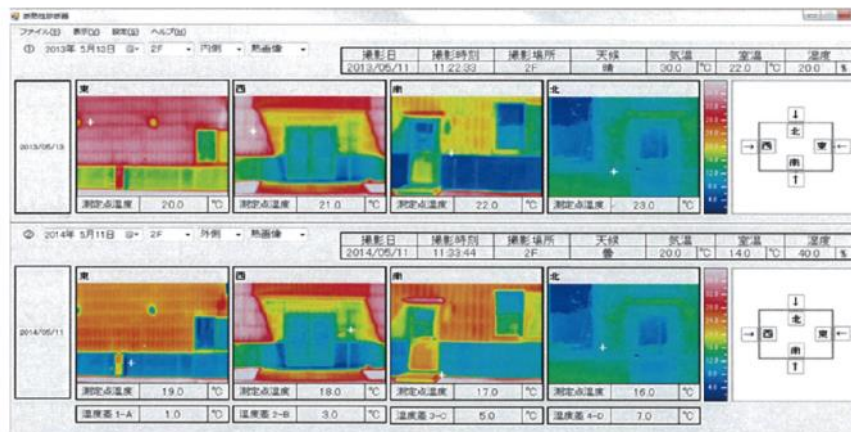 断熱性診断器
ファイル(F) 表示(V) 設定(E) ヘルプ(H)
① 2013年 5月13日 2F 内側 熱画像
撮影日 撮影時刻 撮影場所 天候 気温 室温 湿度
2013/05/11 11:22:33 2F 晴 30.0 ℃ 22.0 ℃ 20.0 %
2013/05/13
東 西 南 北
測定点温度 20.0 ℃ 測定点温度 21.0 ℃ 測定点温度 22.0 ℃ 測定点温度 23.0 ℃
↓
北
→ 西 東 ←
南
↑
② 2014年 5月11日 2F 外側 熱画像
撮影日 撮影時刻 撮影場所 天候 気温 室温 湿度
2014/05/11 11:33:44 2F 曇 20.0 ℃ 14.0 ℃ 40.0 %
2014/05/11
東 西 南 北
測定点温度 19.0 ℃ 測定点温度 18.0 ℃ 測定点温度 17.0 ℃ 測定点温度 16.0 ℃
↓
北
→ 西 東 ←
南
↑
温度差 1-A 1.0 ℃ 温度差 2-B 3.0 ℃ 温度差 3-C 5.0 ℃ 温度差 4-D 7.0 ℃